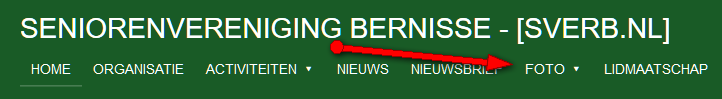 SENIORENVERENIGING BERNISSE - [SVERB.NL]
HOME ORGANISATIE ACTIVITEITEN NIEUWS NIEUWSBRIEF FOTO LIDMAATSCHAP